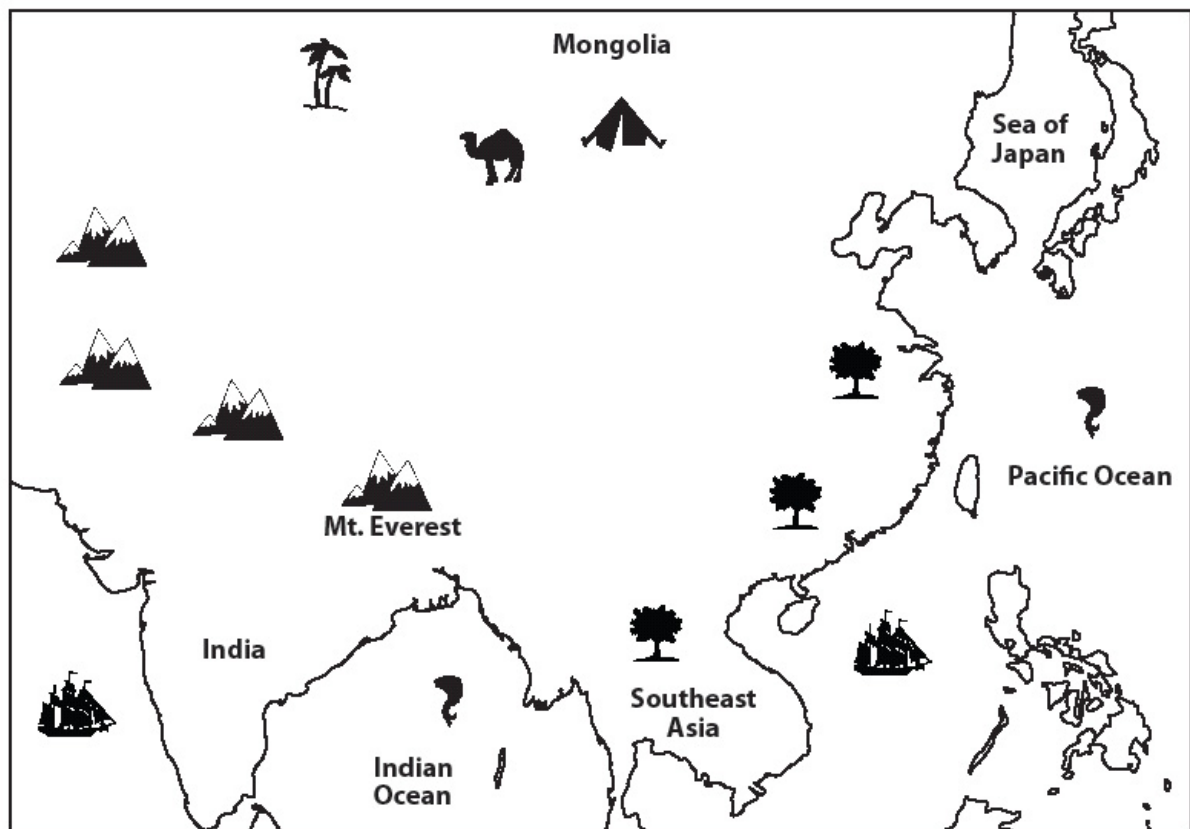 Mongolia
Sea of
Japan
Pacific Ocean
Mt. Everest
India
Southeast
Asia
Indian
Ocean